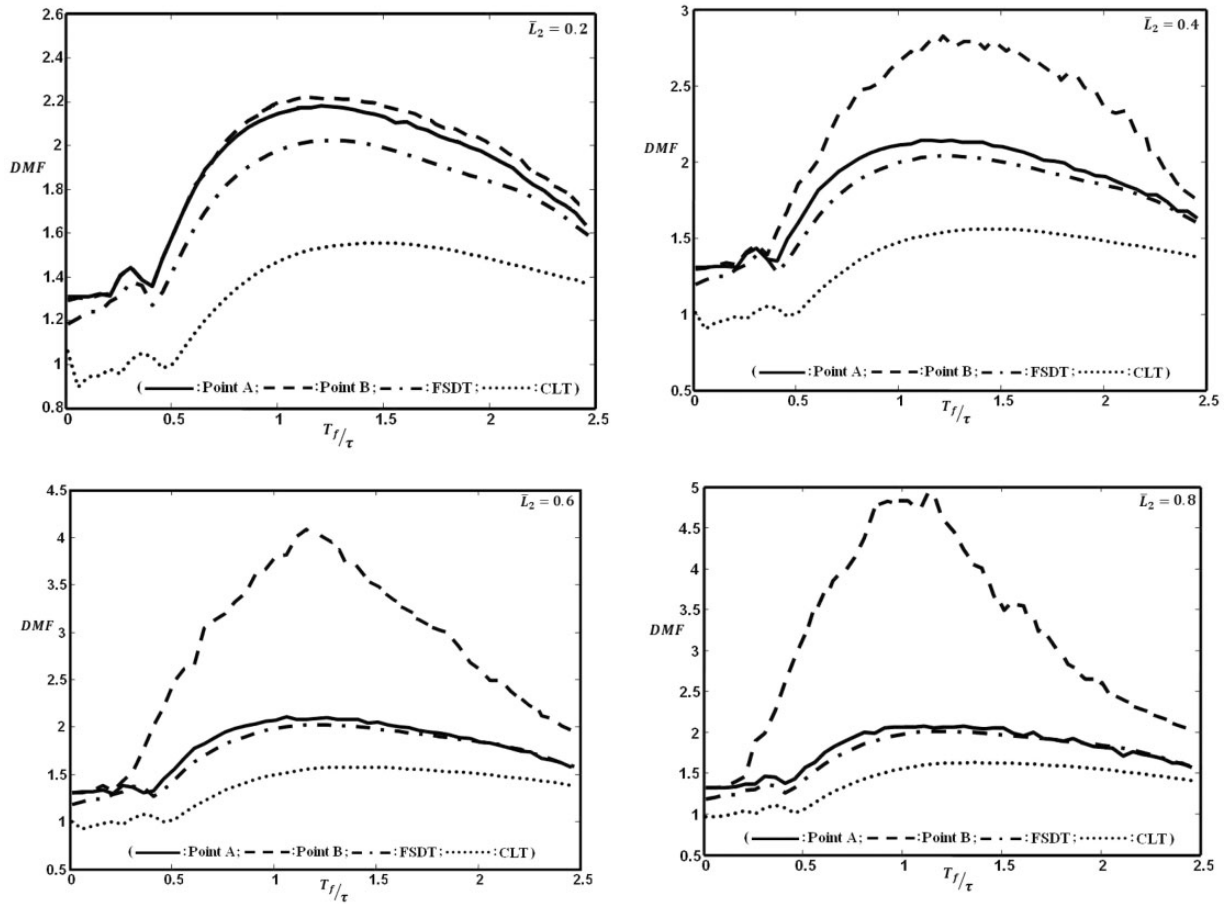 2.6
2.4
2.2
2
1.8
1.6
1.4
1.2
1
0.8
DMF
L̄₂ = 0.2
(——:Point A; – – –:Point B; – · –:FSDT; ········:CLT)
0 0.5 1 1.5 2 2.5
T_f/τ
3
2.5
2
1.5
1
0.5
DMF
L̄₂ = 0.4
(——:Point A; – – –:Point B; – · –:FSDT; ········:CLT)
0 0.5 1 1.5 2 2.5
T_f/τ
4.5
4
3.5
3
2.5
2
1.5
1
0.5
DMF
L̄₂ = 0.6
(——:Point A; – – –:Point B; – · –:FSDT; ········:CLT)
0 0.5 1 1.5 2 2.5
T_f/τ
5
4.5
4
3.5
3
2.5
2
1.5
1
0.5
DMF
L̄₂ = 0.8
(——:Point A; – – –:Point B; – · –:FSDT; ········:CLT)
0 0.5 1 1.5 2 2.5
T_f/τ